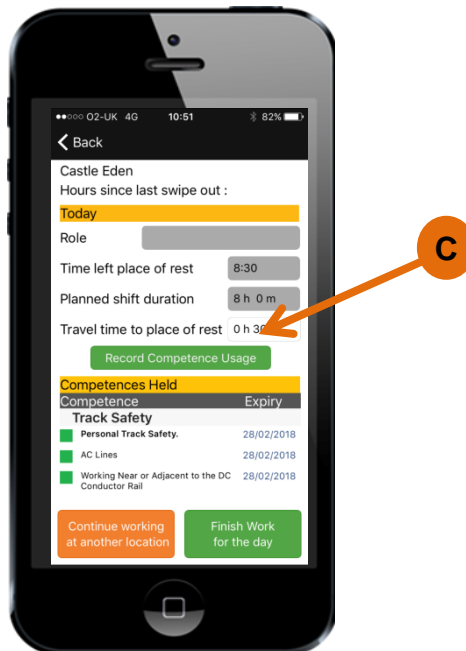 ●●○○○ O2-UK 4G 10:51 82%
Back
Castle Eden
Hours since last swipe out :
Today
Role
Time left place of rest 8:30
Planned shift duration 8 h 0 m
Travel time to place of rest 0 h
C
Record Competence Usage
Competences Held
Competence Expiry
Track Safety
Personal Track Safety. 28/02/2018
AC Lines 28/02/2018
Working Near or Adjacent to the DC 28/02/2018
Conductor Rail
Continue working
at another location
Finish Work
for the day